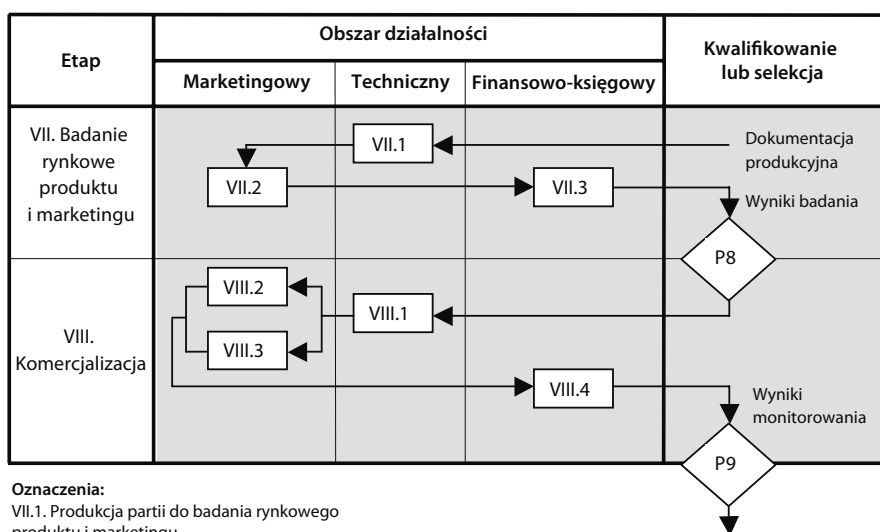 Etap
Obszar działalności
Kwalifikowanie
lub selekcja
Marketingowy
Techniczny
Finansowo-księgowy
VII. Badanie
rynkowe
produktu
i marketingu
VII.1
Dokumentacja
produkcyjna
VII.2
VII.3
Wyniki badania
P8
VIII.
Komercjalizacja
VIII.2
VIII.1
VIII.3
VIII.4
Wyniki
monitorowania
P9
Oznaczenia:
VII.1. Produkcja partii do badania rynkowego
produktu i marketingu